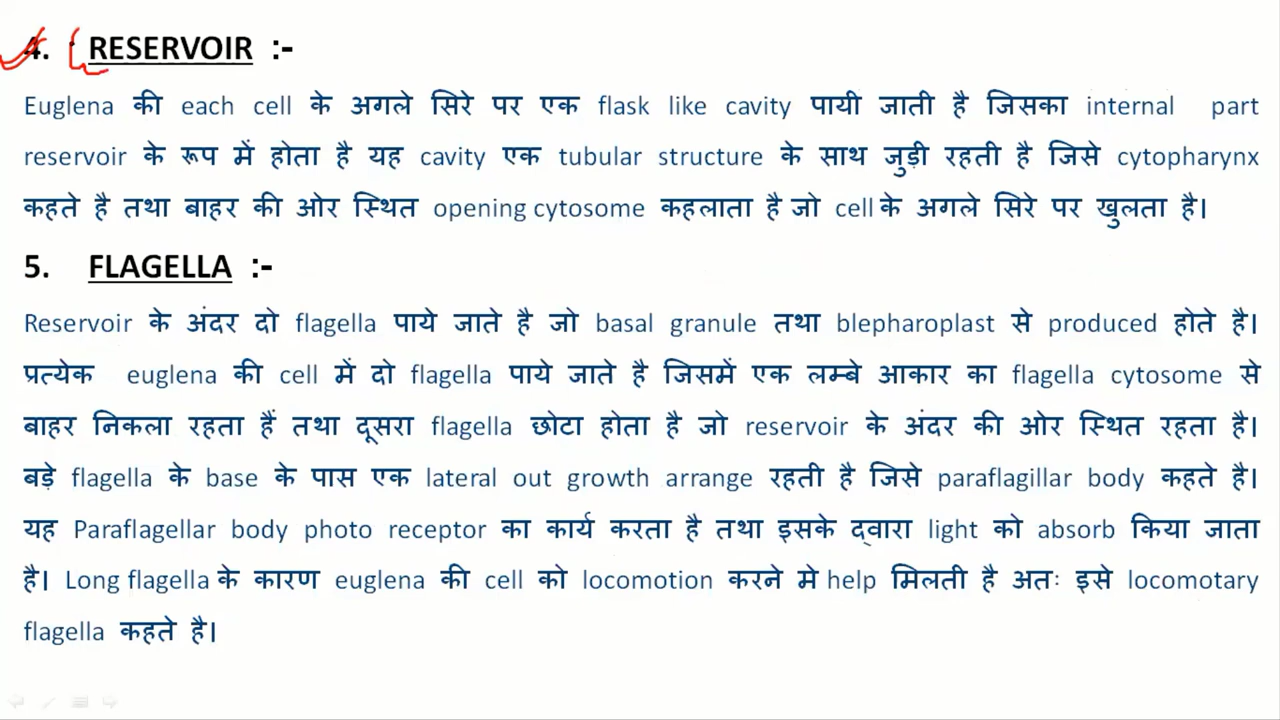 4. RESERVOIR :-
Euglena की each cell के अगले सिरे पर एक flask like cavity पायी जाती है जिसका internal part
reservoir के रूप में होता है यह cavity एक tubular structure के साथ जुड़ी रहती है जिसे cytopharynx
कहते है तथा बाहर की ओर स्थित opening cytosome कहलाता है जो cell के अगले सिरे पर खुलता है।
5. FLAGELLA :-
Reservoir के अंदर दो flagella पाये जाते है जो basal granule तथा blepharoplast से produced होते है।
प्रत्येक euglena की cell में दो flagella पाये जाते है जिसमें एक लम्बे आकार का flagella cytosome से
बाहर निकला रहता हैं तथा दूसरा flagella छोटा होता है जो reservoir के अंदर की ओर स्थित रहता है।
बड़े flagella के base के पास एक lateral out growth arrange रहती है जिसे paraflagillar body कहते है।
यह Paraflagellar body photo receptor का कार्य करता है तथा इसके द्वारा light को absorb किया जाता
है। Long flagella के कारण euglena की cell को locomotion करने मे help मिलती है अतः इसे locomotary
flagella कहते है।